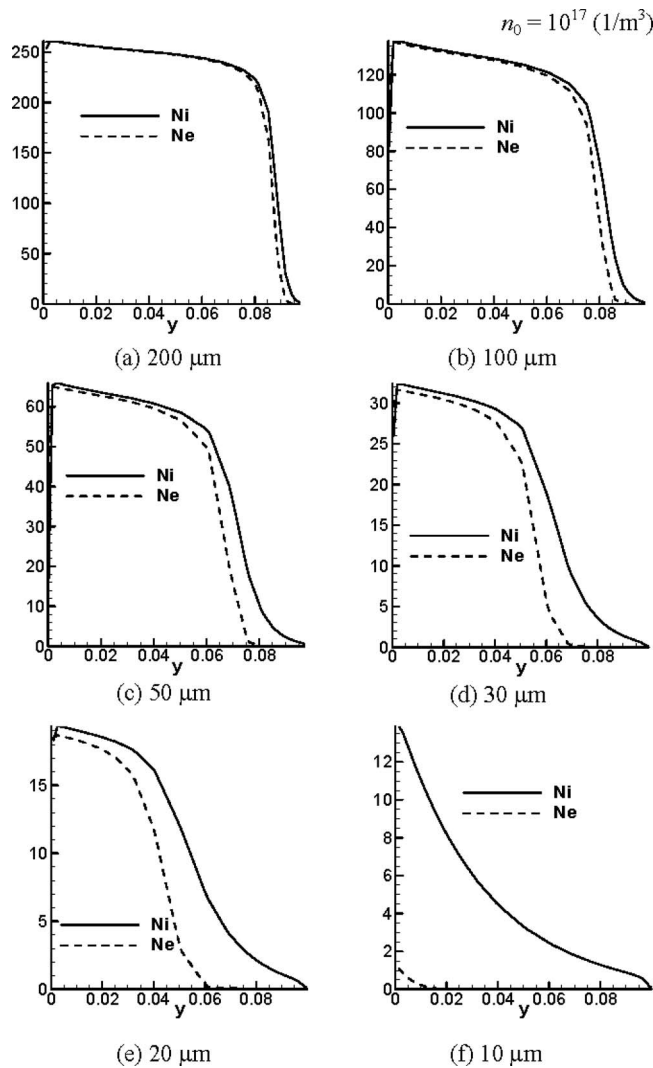 n₀ = 10¹⁷ (1/m³)
250
200
150
100
50
0
Ni
Ne
0 0.02 0.04 0.06 0.08
y
(a) 200 μm
120
100
80
60
40
20
0
Ni
Ne
0 0.02 0.04 0.06 0.08
y
(b) 100 μm
60
50
40
30
20
10
0
Ni
Ne
0 0.02 0.04 0.06 0.08
y
(c) 50 μm
30
25
20
15
10
5
0
Ni
Ne
0 0.02 0.04 0.06 0.08
y
(d) 30 μm
15
10
5
0
Ni
Ne
0 0.02 0.04 0.06 0.08
y
(e) 20 μm
12
10
8
6
4
2
0
Ni
Ne
0 0.02 0.04 0.06 0.08
y
(f) 10 μm